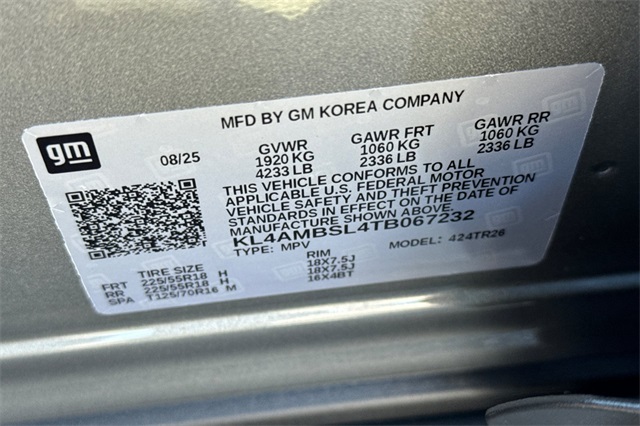 MFD BY GM KOREA COMPANY
gm
08/25
GVWR GAWR FRT GAWR RR
1920 KG 1060 KG 1060 KG
4233 LB 2336 LB 2336 LB
THIS VEHICLE CONFORMS TO ALL
APPLICABLE U.S. FEDERAL MOTOR
VEHICLE SAFETY AND THEFT PREVENTION
STANDARDS IN EFFECT ON THE DATE OF
MANUFACTURE SHOWN ABOVE.
KL4AMBSL4TB067232
TYPE: MPV MODEL: 424TR26
TIRE SIZE RIM
FRT 225/55R18 H 18X7.5J
RR 225/55R18 H 18X7.5J
SPA T125/70R16 M 16X4BT